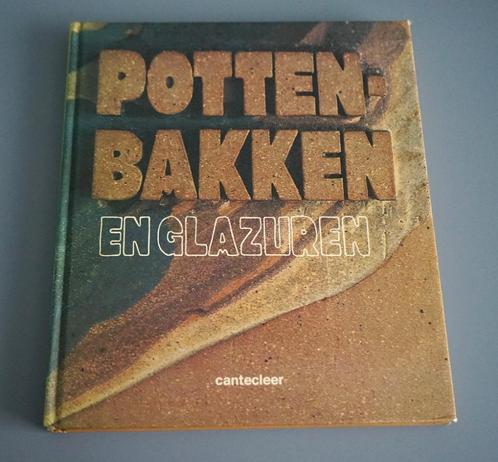 POTTEN-
BAKKEN
EN GLAZUREN
cantecleer